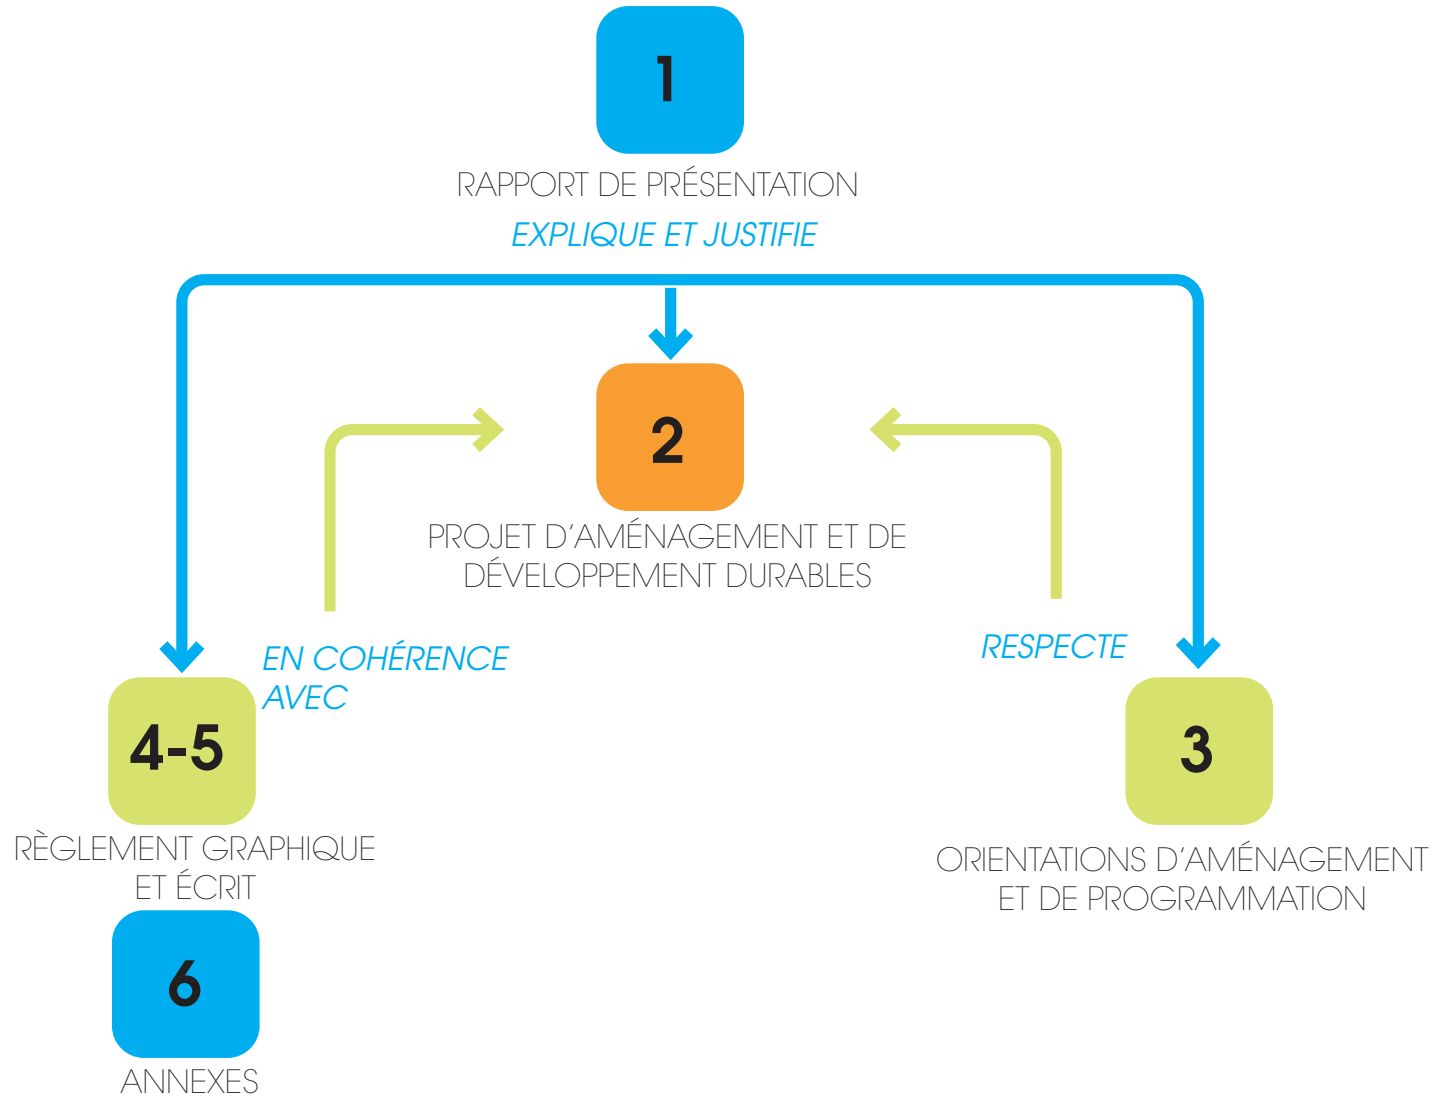 1
RAPPORT DE PRÉSENTATION
EXPLIQUE ET JUSTIFIE
2
PROJET D'AMÉNAGEMENT ET DE
DÉVELOPPEMENT DURABLES
EN COHÉRENCE
AVEC
RESPECTE
4-5
RÈGLEMENT GRAPHIQUE
ET ÉCRIT
3
ORIENTATIONS D'AMÉNAGEMENT
ET DE PROGRAMMATION
6
ANNEXES